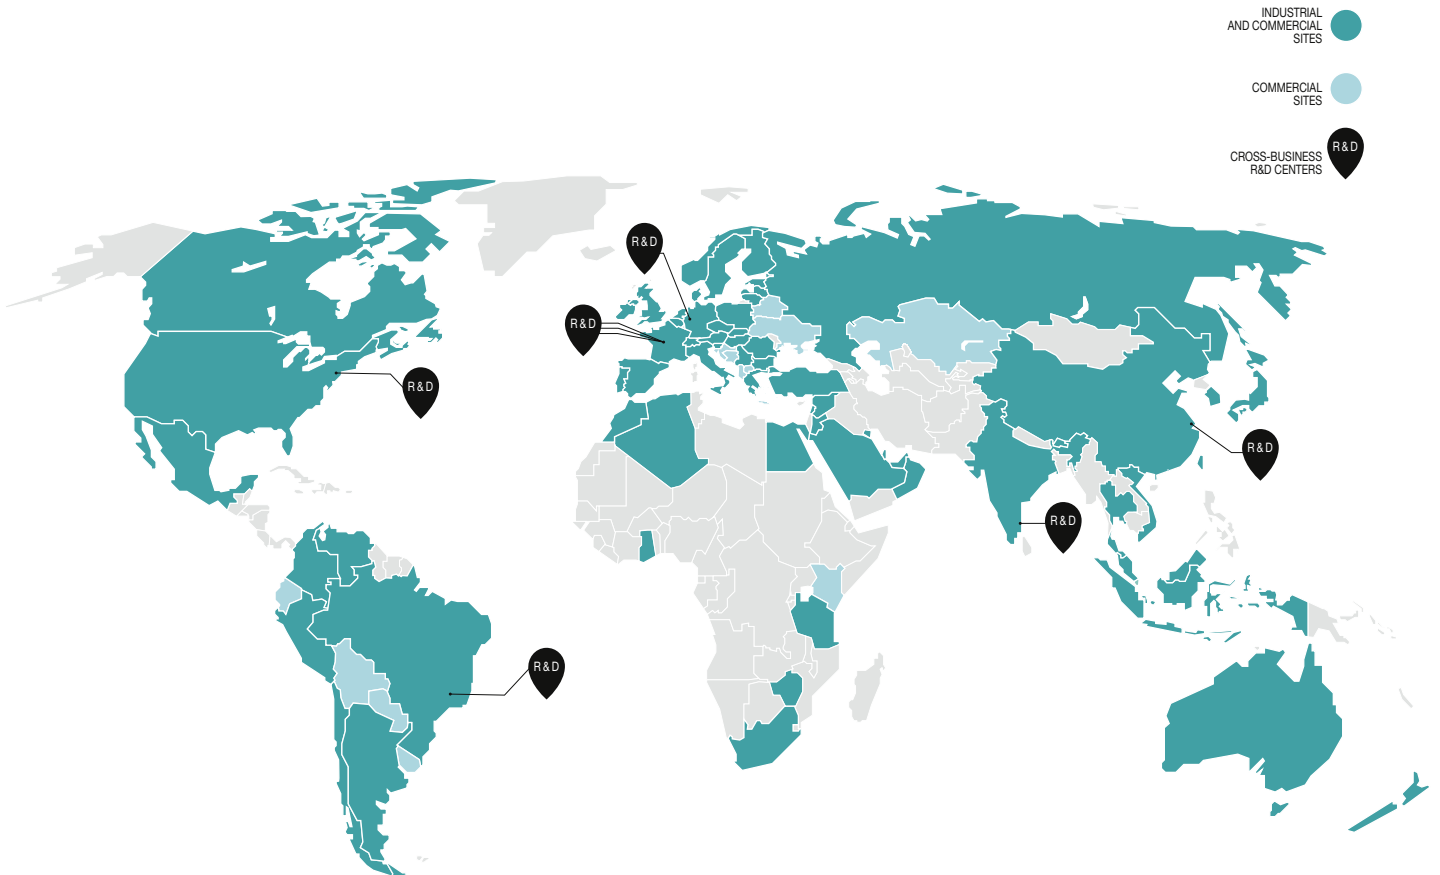 INDUSTRIAL
AND COMMERCIAL
SITES
COMMERCIAL
SITES
R & D
CROSS-BUSINESS
R&D CENTERS
R & D
R & D
R & D
R & D
R & D
R & D